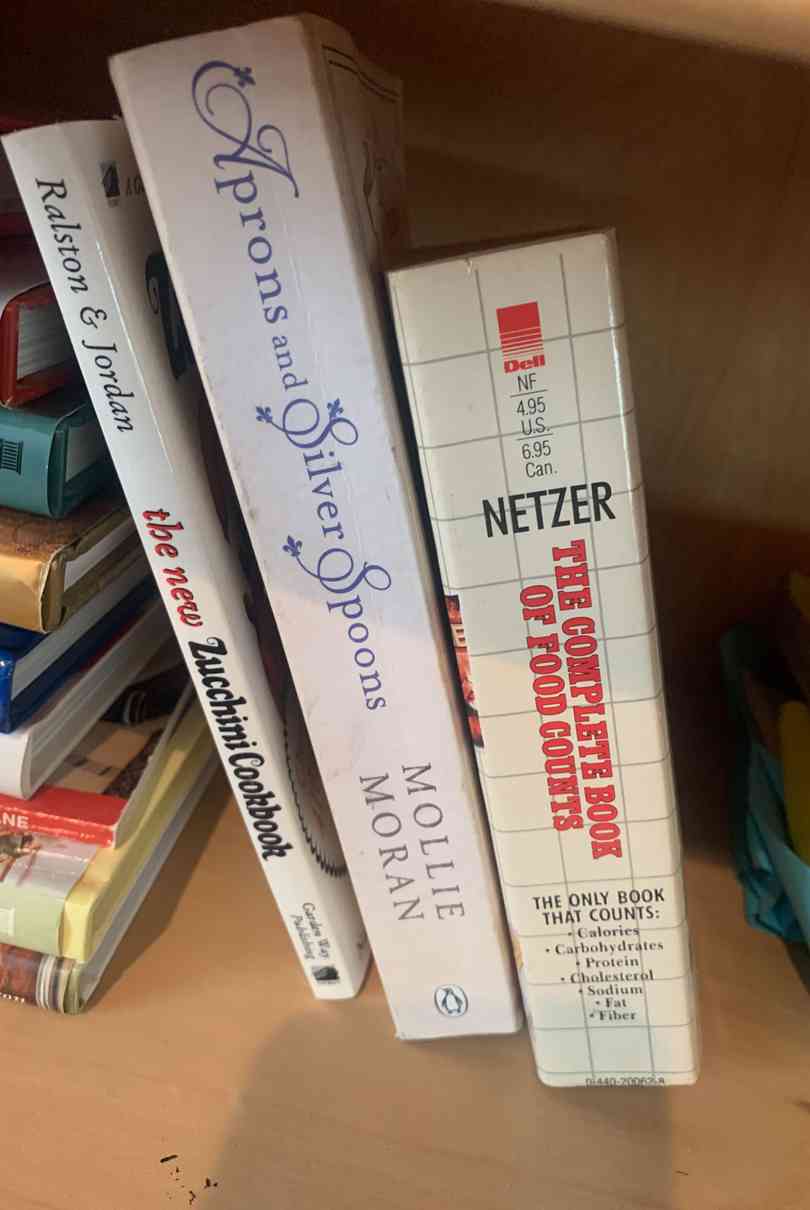 Ralston & Jordan
the new Zucchini Cookbook
Garden Way
Publishing
Aprons and Silver Spoons
MOLLIE
MORAN
Dell
NF
4.95
U.S.
6.95
Can.
NETZER
THE COMPLETE BOOK
OF FOOD COUNTS
THE ONLY BOOK
THAT COUNTS:
• Calories
• Carbohydrates
• Protein
• Cholesterol
• Sodium
• Fat
• Fiber